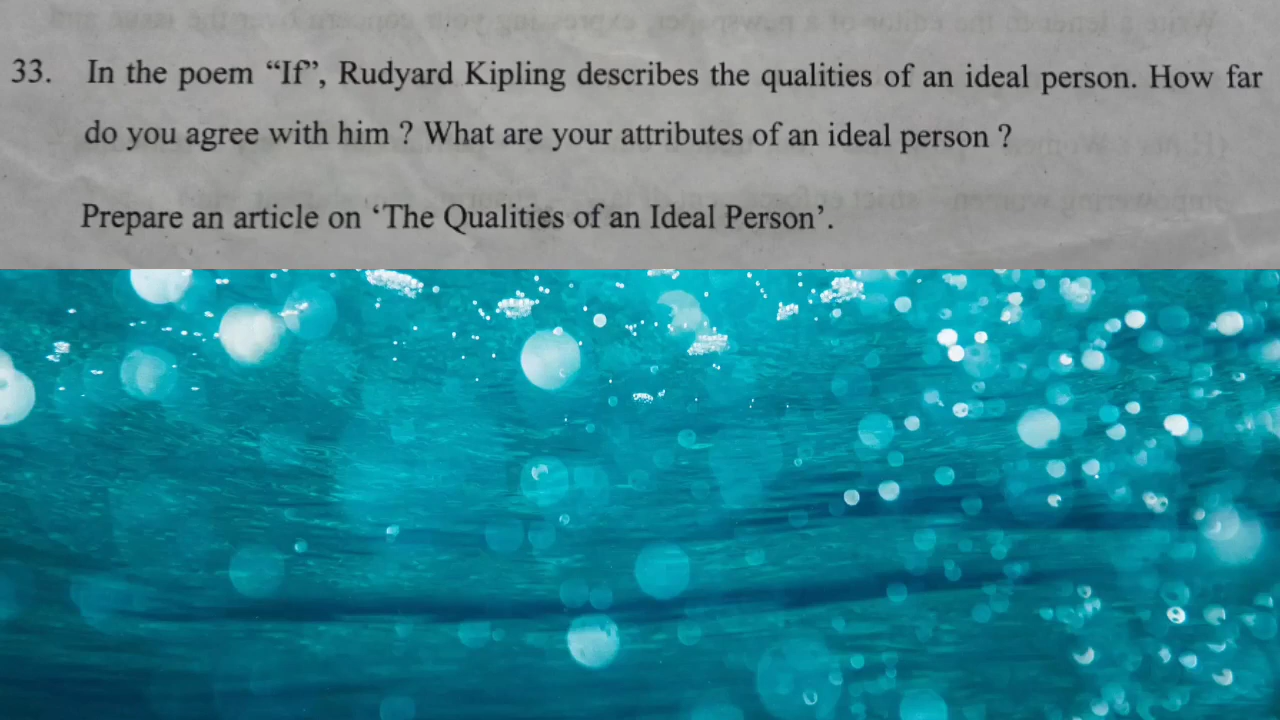 33. In the poem “If”, Rudyard Kipling describes the qualities of an ideal person. How far
do you agree with him ? What are your attributes of an ideal person ?
Prepare an article on ‘The Qualities of an Ideal Person’.